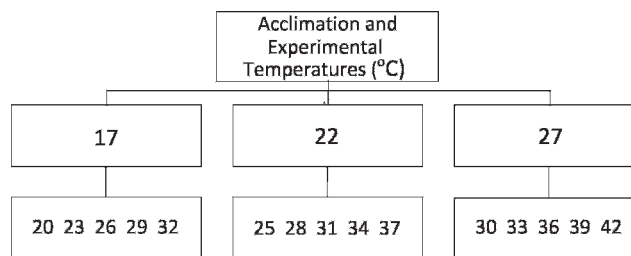 Acclimation and
Experimental
Temperatures (°C)
17 22 27
20 23 26 29 32 25 28 31 34 37 30 33 36 39 42